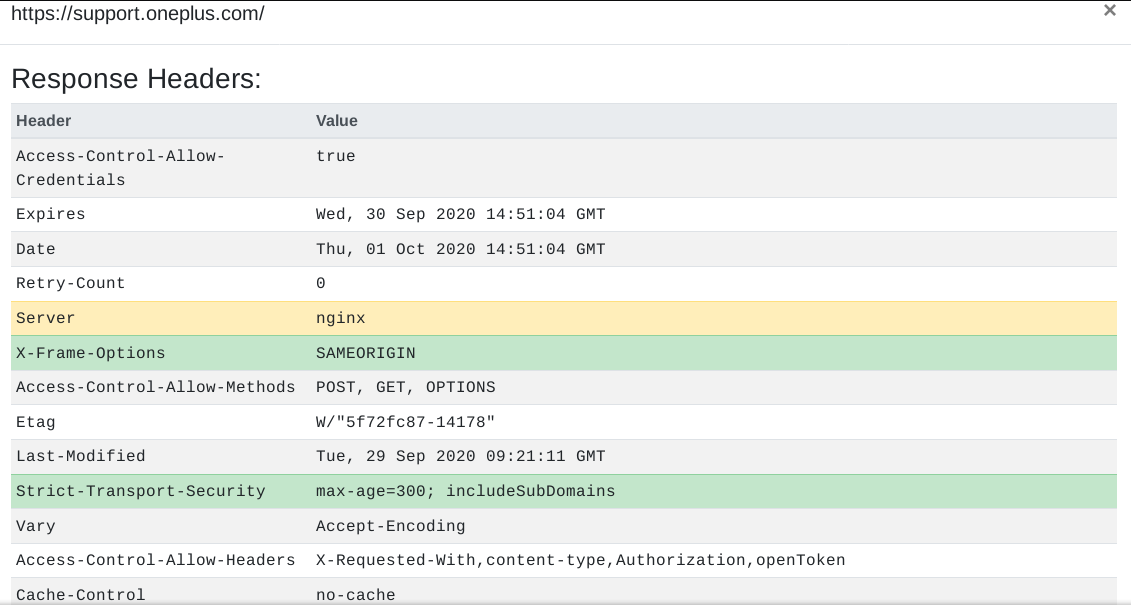 https://support.oneplus.com/ ×
Response Headers:
Header Value
Access-Control-Allow- true
Credentials
Expires Wed, 30 Sep 2020 14:51:04 GMT
Date Thu, 01 Oct 2020 14:51:04 GMT
Retry-Count 0
Server nginx
X-Frame-Options SAMEORIGIN
Access-Control-Allow-Methods POST, GET, OPTIONS
Etag W/"5f72fc87-14178"
Last-Modified Tue, 29 Sep 2020 09:21:11 GMT
Strict-Transport-Security max-age=300; includeSubDomains
Vary Accept-Encoding
Access-Control-Allow-Headers X-Requested-With,content-type,Authorization,openToken
Cache-Control no-cache